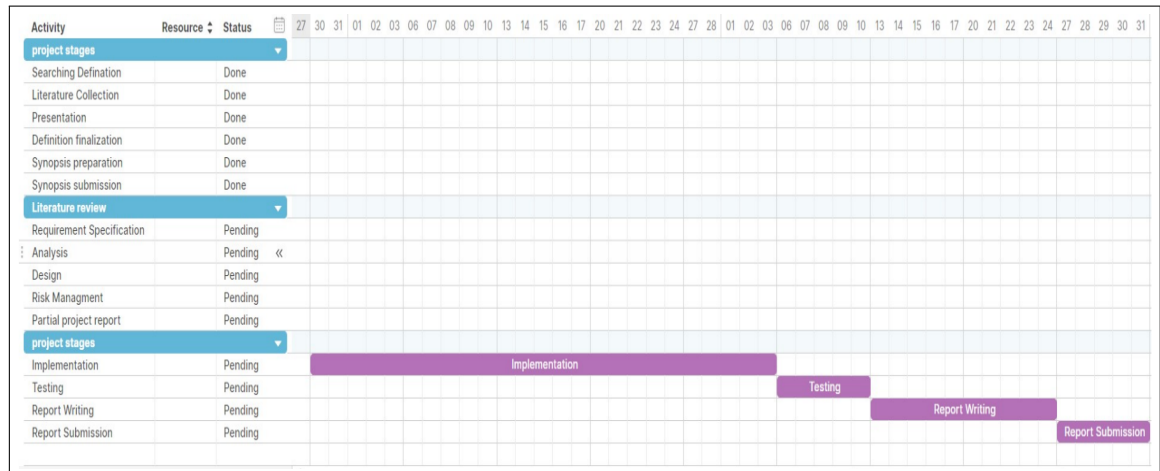 Activity Resource Status 27 30 31 01 02 03 06 07 08 09 10 13 14 15 16 17 20 21 22 23 24 27 28 01 02 03 06 07 08 09 10 13 14 15 16 17 20 21 22 23 24 27 28 29 30 31
project stages
Searching Defination Done
Literature Collection Done
Presentation Done
Definition finalization Done
Synopsis preparation Done
Synopsis submission Done
Literature review
Requirement Specification Pending
Analysis Pending «
Design Pending
Risk Managment Pending
Partial project report Pending
project stages
Implementation Pending Implementation
Testing Pending Testing
Report Writing Pending Report Writing
Report Submission Pending Report Submission